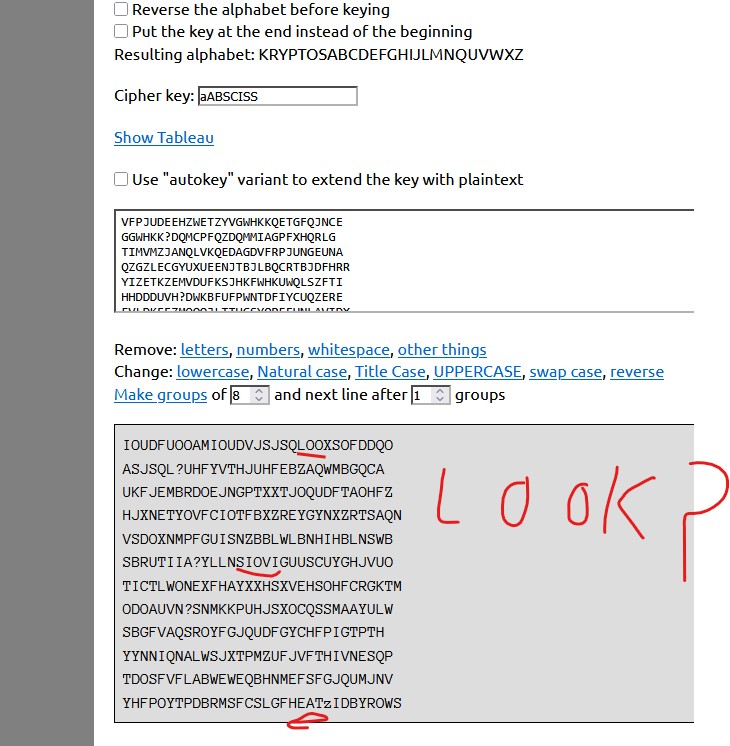 Reverse the alphabet before keying
Put the key at the end instead of the beginning
Resulting alphabet: KRYPTOSABCDEFGHIJLMNQUVWXZ
Cipher key: aABSCISS
Show Tableau
Use "autokey" variant to extend the key with plaintext
VFPJUDEEHZWETZYVGWHKKQETGFQJNCE
GGWHKK?DQMCPFQZDQMMIAGPFXHQRLG
TIMVMZJANQLVKQEDAGDVFRPJUNGEUNA
QZGZLECGYUXUEENJTBJLBQCRTBJDFHRR
YIZETKZEMVDUFKSJHKFWHKUWQLSZFTI
HHDDDUVH?DWKBFUFPWNTDFIYCUQZERE
Remove: letters, numbers, whitespace, other things
Change: lowercase, Natural case, Title Case, UPPERCASE, swap case, reverse
Make groups of 8 and next line after 1 groups
IOUDFUOOAMIOUDVJSJSQLOOXSOFDDQO
ASJSQL?UHFYVTHJUHFEBZAQWMBGQCA
UKFJEMBRDOEJNGPTXXTJOQUDFTAOHFZ
HJXNETYOVFCIOTFBXZREYGYNXZRTSAQN
VSDOXNMPFGUISNZBBLWLBNHIHBLNSWB
SBRUTIIA?YLLNSIOVIGUUSCUYGHJVUO
TICTLWONEXFHAYXXHSXVEHSOHFCRGKTM
ODOAUVN?SNMKKPUHJSXOCQSSMAAYULW
SBGFVAQSROYFGJQUDFGYCHFPIGTPTH
YYNNIQNALWSJXTPMZUFJVFTHIVNESQP
TDOSFVFLABWEWEQBHNMEFSFGJQUMJNV
YHFPOYTPDBRMSFCSLGFHEATzIDBYROWS
LOOK?